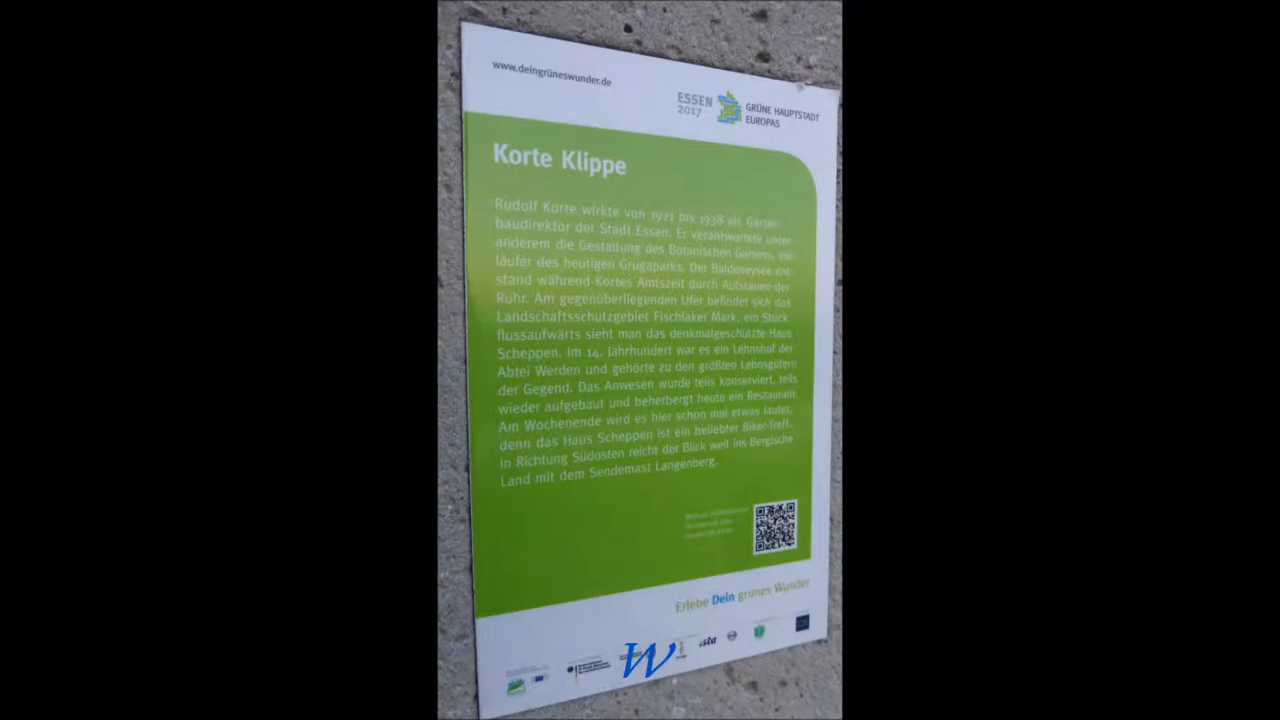 www.deingrüneswunder.de
ESSEN
2017
GRÜNE HAUPTSTADT
EUROPAS
Korte Klippe
Rudolf Korte wirkte von 1921 bis 1938 als Garten-
baudirektor der Stadt Essen. Er verantwortete unter
anderem die Gestaltung des Botanischen Gartens, Vor-
läufer des heutigen Grugaparks. Der Baldeneysee ent-
stand während Kortes Amtszeit durch Aufstauen der
Ruhr. Am gegenüberliegenden Ufer befindet sich das
Landschaftsschutzgebiet Fischlaker Mark, ein Stück
flussaufwärts sieht man das denkmalgeschützte Haus
Scheppen. Im 14. Jahrhundert war es ein Lehnshof der
Abtei Werden und gehörte zu den größten Lehnsgütern
der Gegend. Das Anwesen wurde teils konserviert, teils
wieder aufgebaut und beherbergt heute ein Restaurant.
Am Wochenende wird es hier schon mal etwas lauter,
denn das Haus Scheppen ist ein beliebter Biker-Treff.
In Richtung Südosten reicht der Blick weit ins Bergische
Land mit dem Sendemast Langenberg.
Erlebe Dein grünes Wunder
ista
W